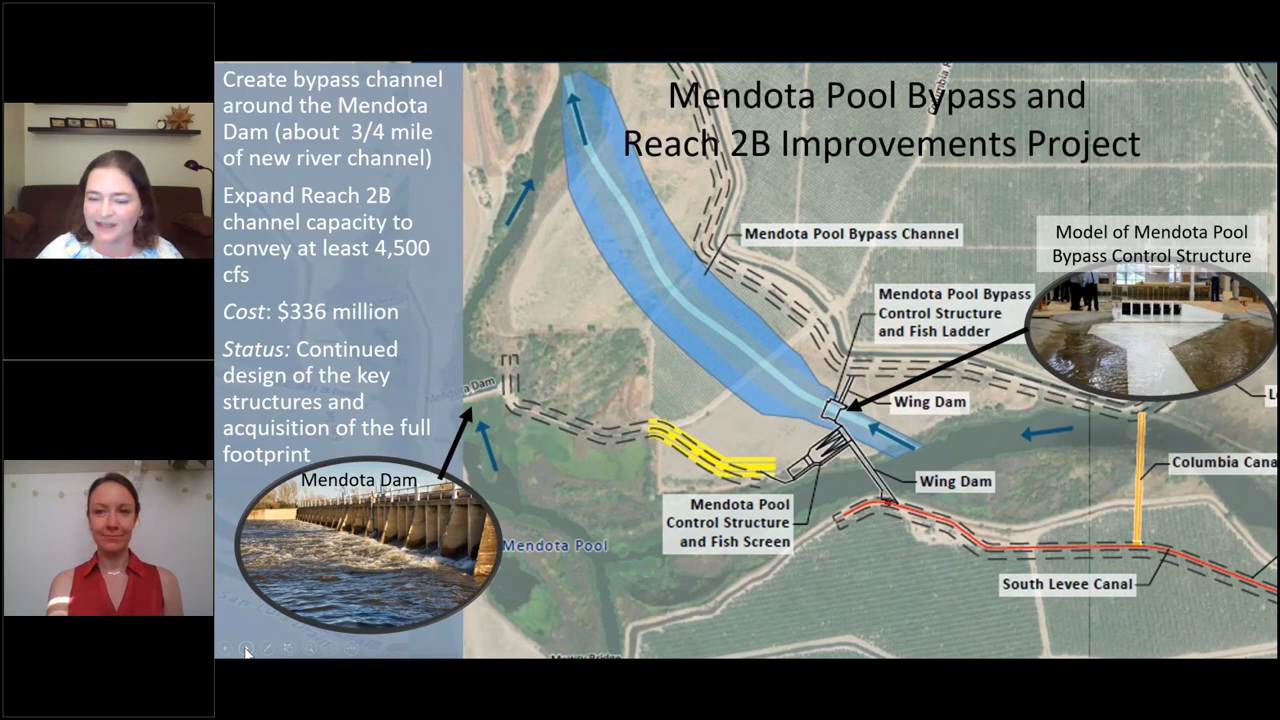 Create bypass channel
around the Mendota
Dam (about 3/4 mile
of new river channel)
Expand Reach 2B
channel capacity to
convey at least 4,500
cfs
Cost: $336 million
Status: Continued
design of the key
structures and
acquisition of the full
footprint
Mendota Dam
Mendota Pool Bypass and
Reach 2B Improvements Project
Mendota Pool Bypass Channel
Model of Mendota Pool
Bypass Control Structure
Mendota Pool Bypass
Control Structure
and Fish Ladder
Wing Dam
Mendota Dam
Columbia Cana
Wing Dam
Mendota Pool
Control Structure
and Fish Screen
Mendota Pool
South Levee Canal